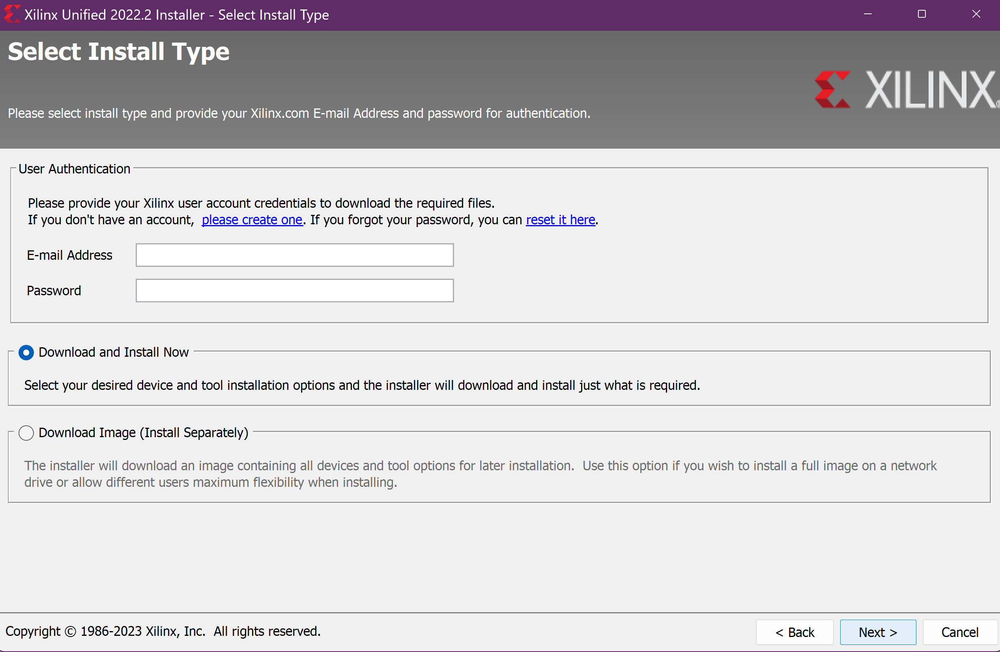 Xilinx Unified 2022.2 Installer - Select Install Type
Select Install Type
XILINX
Please select install type and provide your Xilinx.com E-mail Address and password for authentication.
User Authentication
Please provide your Xilinx user account credentials to download the required files.
If you don't have an account, please create one. If you forgot your password, you can reset it here.
E-mail Address
Password
Download and Install Now
Select your desired device and tool installation options and the installer will download and install just what is required.
Download Image (Install Separately)
The installer will download an image containing all devices and tool options for later installation. Use this option if you wish to install a full image on a network
drive or allow different users maximum flexibility when installing.
Copyright © 1986-2023 Xilinx, Inc. All rights reserved.
< Back
Next >
Cancel